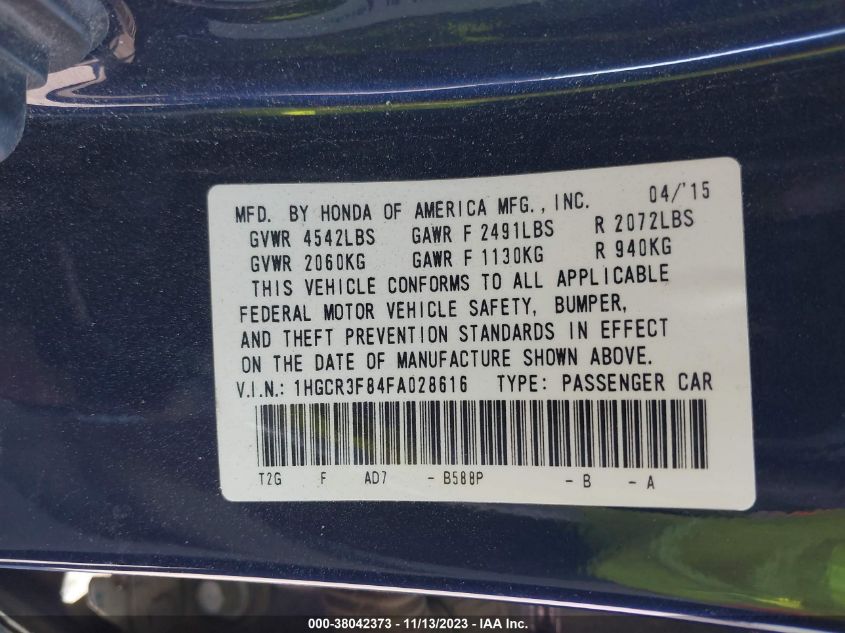 MFD. BY HONDA OF AMERICA MFG., INC. 04/'15
GVWR 4542LBS GAWR F 2491LBS R 2072LBS
GVWR 2060KG GAWR F 1130KG R 940KG
THIS VEHICLE CONFORMS TO ALL APPLICABLE
FEDERAL MOTOR VEHICLE SAFETY, BUMPER,
AND THEFT PREVENTION STANDARDS IN EFFECT
ON THE DATE OF MANUFACTURE SHOWN ABOVE.
V.I.N.: 1HGCR3F84FA028616 TYPE: PASSENGER CAR
T2G F AD7 - B588P - B - A
000-38042373 - 11/13/2023 - IAA Inc.